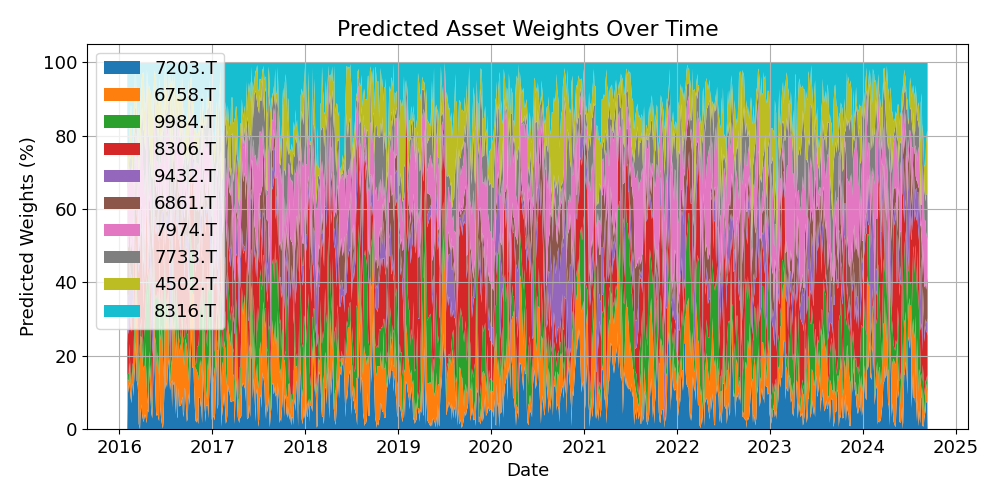 Predicted Asset Weights Over Time
Predicted Weights (%)
100
80
60
40
20
0
7203.T
6758.T
9984.T
8306.T
9432.T
6861.T
7974.T
7733.T
4502.T
8316.T
2016 2017 2018 2019 2020 2021 2022 2023 2024 2025
Date